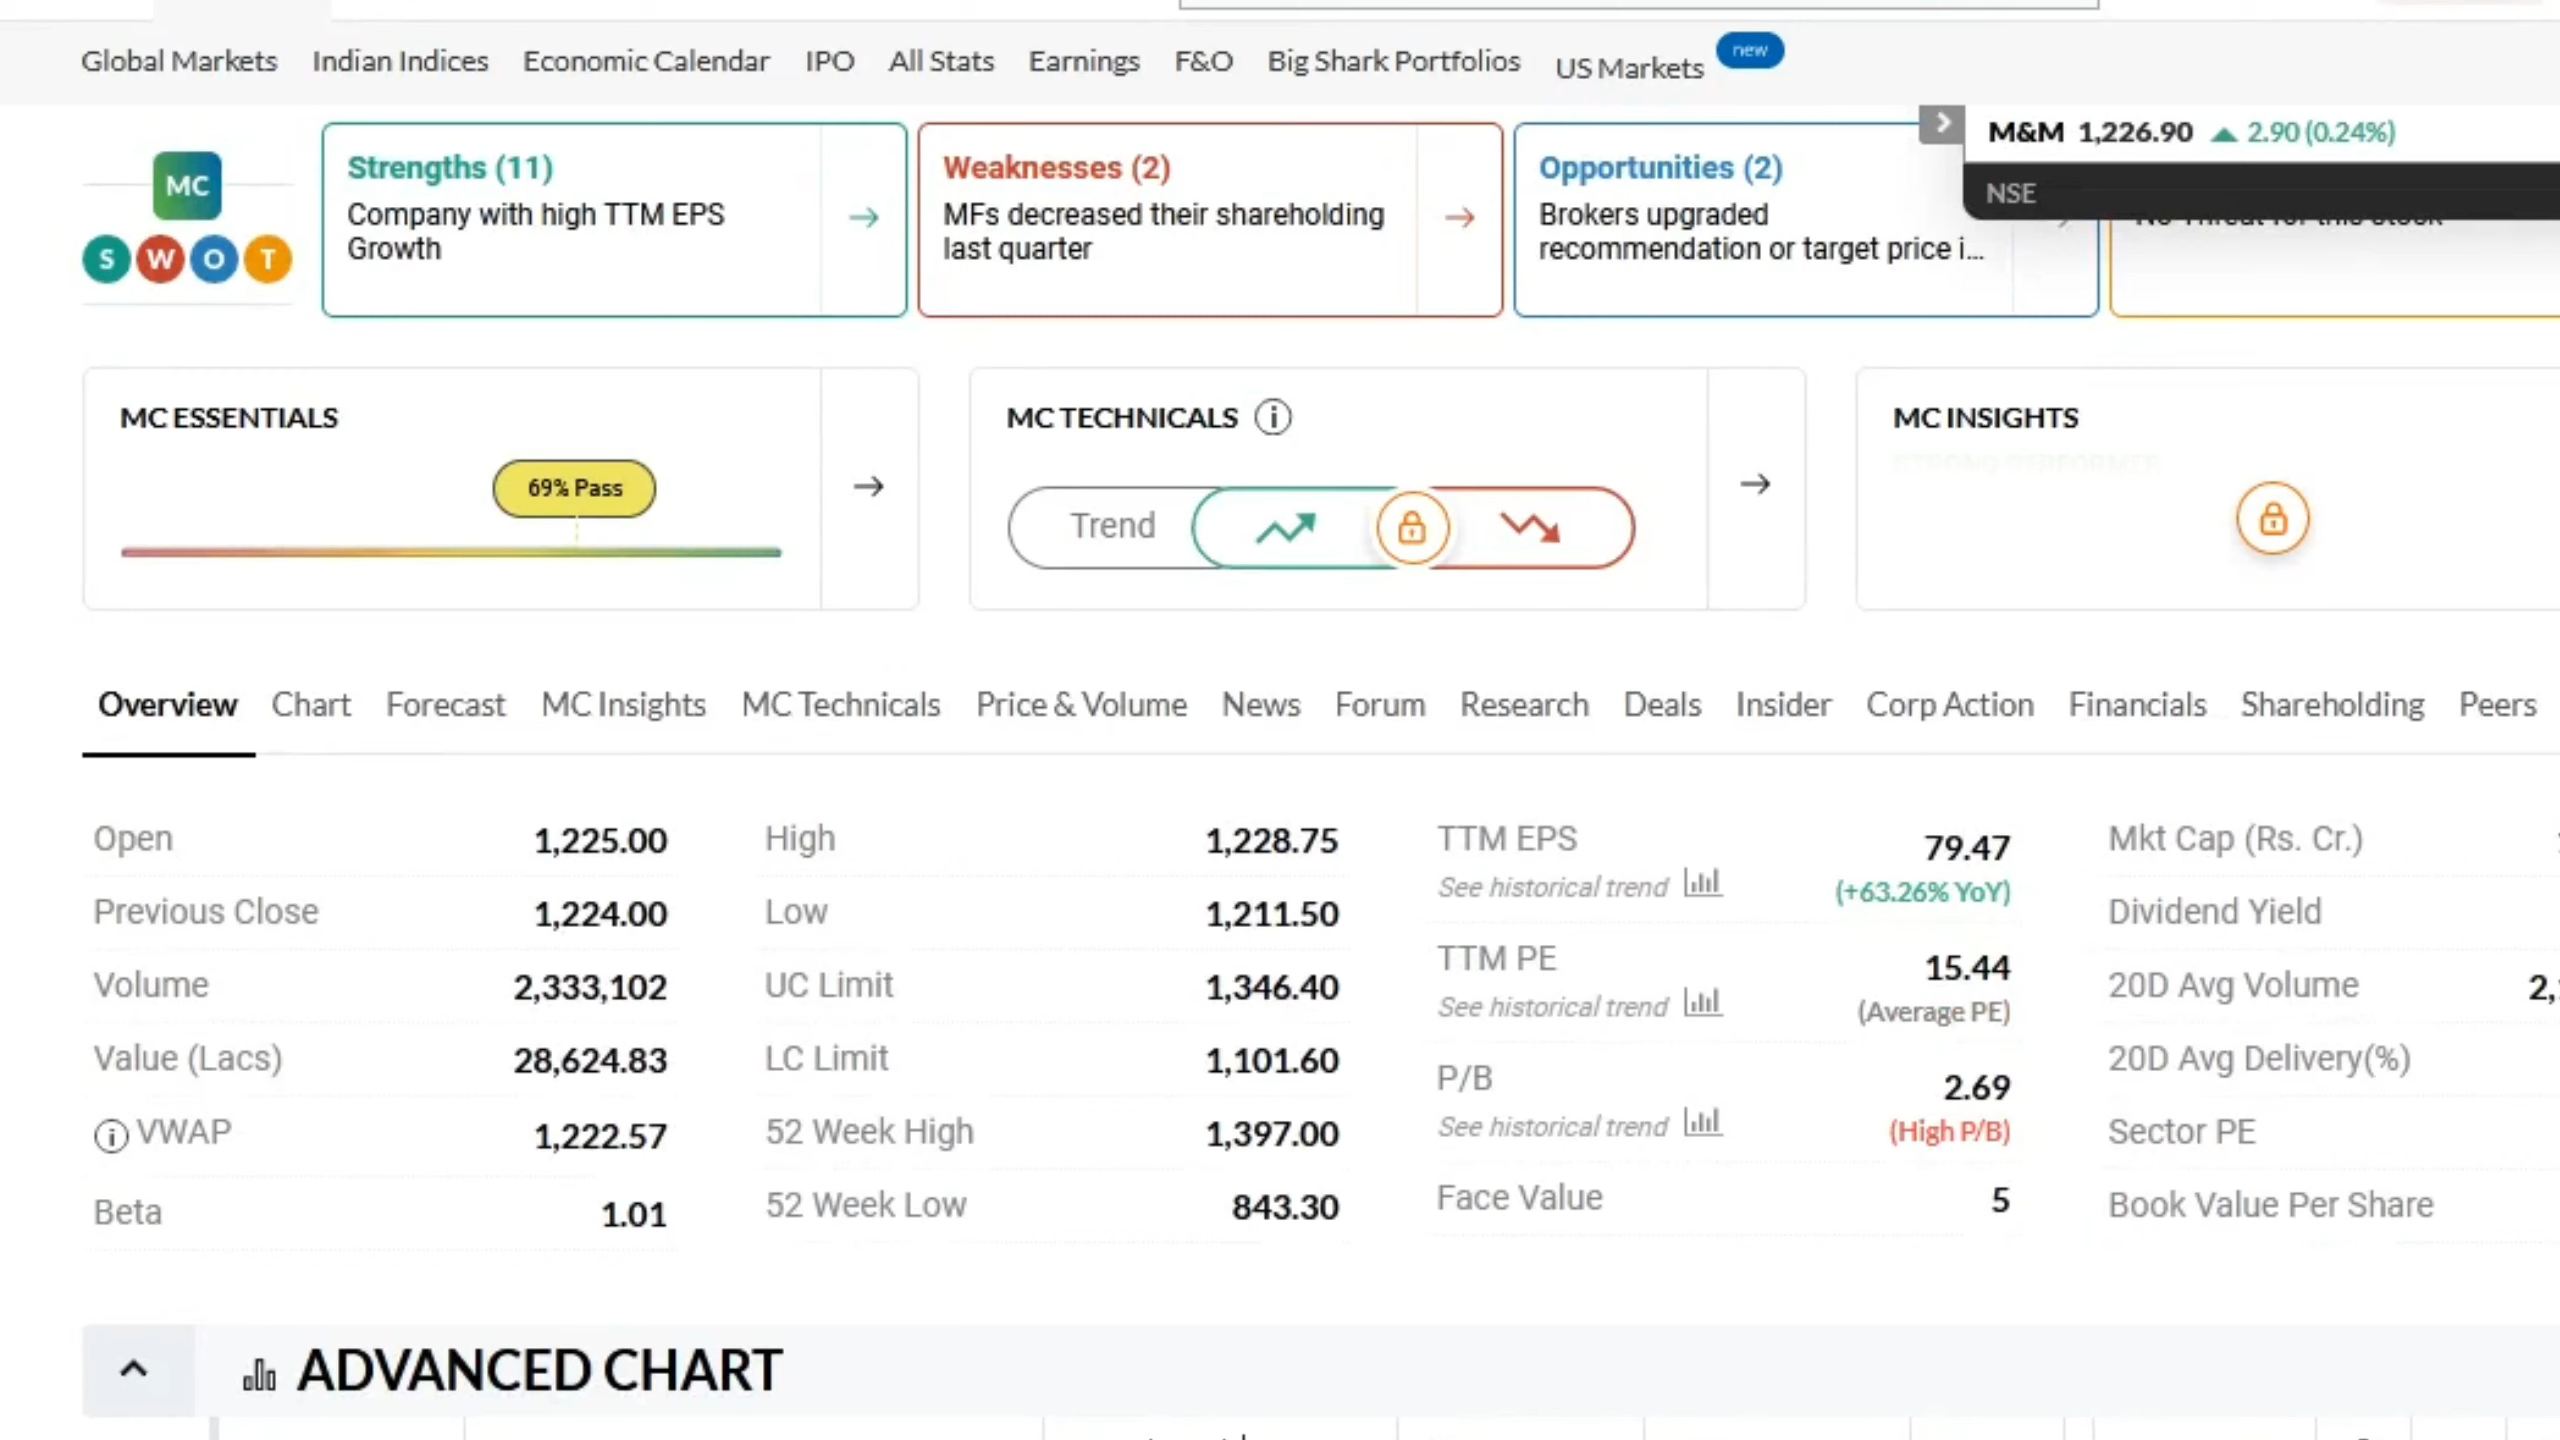 Global Markets Indian Indices Economic Calendar IPO All Stats Earnings F&O Big Shark Portfolios US Markets new
M&M 1,226.90 2.90 (0.24%)
NSE
MC
S W O T
Strengths (11)
Company with high TTM EPS
Growth
Weaknesses (2)
MFs decreased their shareholding
last quarter
Opportunities (2)
Brokers upgraded
recommendation or target price i...
MC ESSENTIALS
69% Pass
MC TECHNICALS
Trend
MC INSIGHTS
Overview Chart Forecast MC Insights MC Technicals Price & Volume News Forum Research Deals Insider Corp Action Financials Shareholding Peers
Open 1,225.00
Previous Close 1,224.00
Volume 2,333,102
Value (Lacs) 28,624.83
VWAP 1,222.57
Beta 1.01
High 1,228.75
Low 1,211.50
UC Limit 1,346.40
LC Limit 1,101.60
52 Week High 1,397.00
52 Week Low 843.30
TTM EPS 79.47
See historical trend (+63.26% YoY)
TTM PE 15.44
See historical trend (Average PE)
P/B 2.69
See historical trend (High P/B)
Face Value 5
Mkt Cap (Rs. Cr.)
Dividend Yield
20D Avg Volume 2,
20D Avg Delivery(%)
Sector PE
Book Value Per Share
ADVANCED CHART